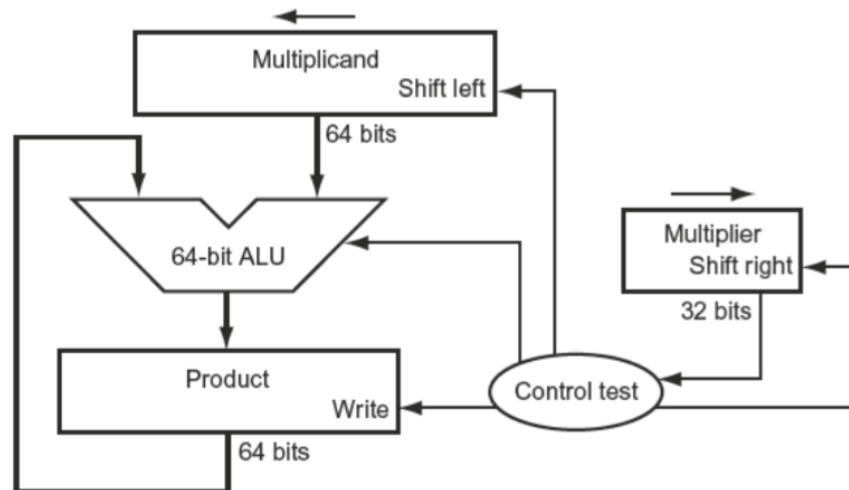 Multiplicand
Shift left
64 bits
64-bit ALU
Multiplier
Shift right
32 bits
Product
Write
Control test
64 bits